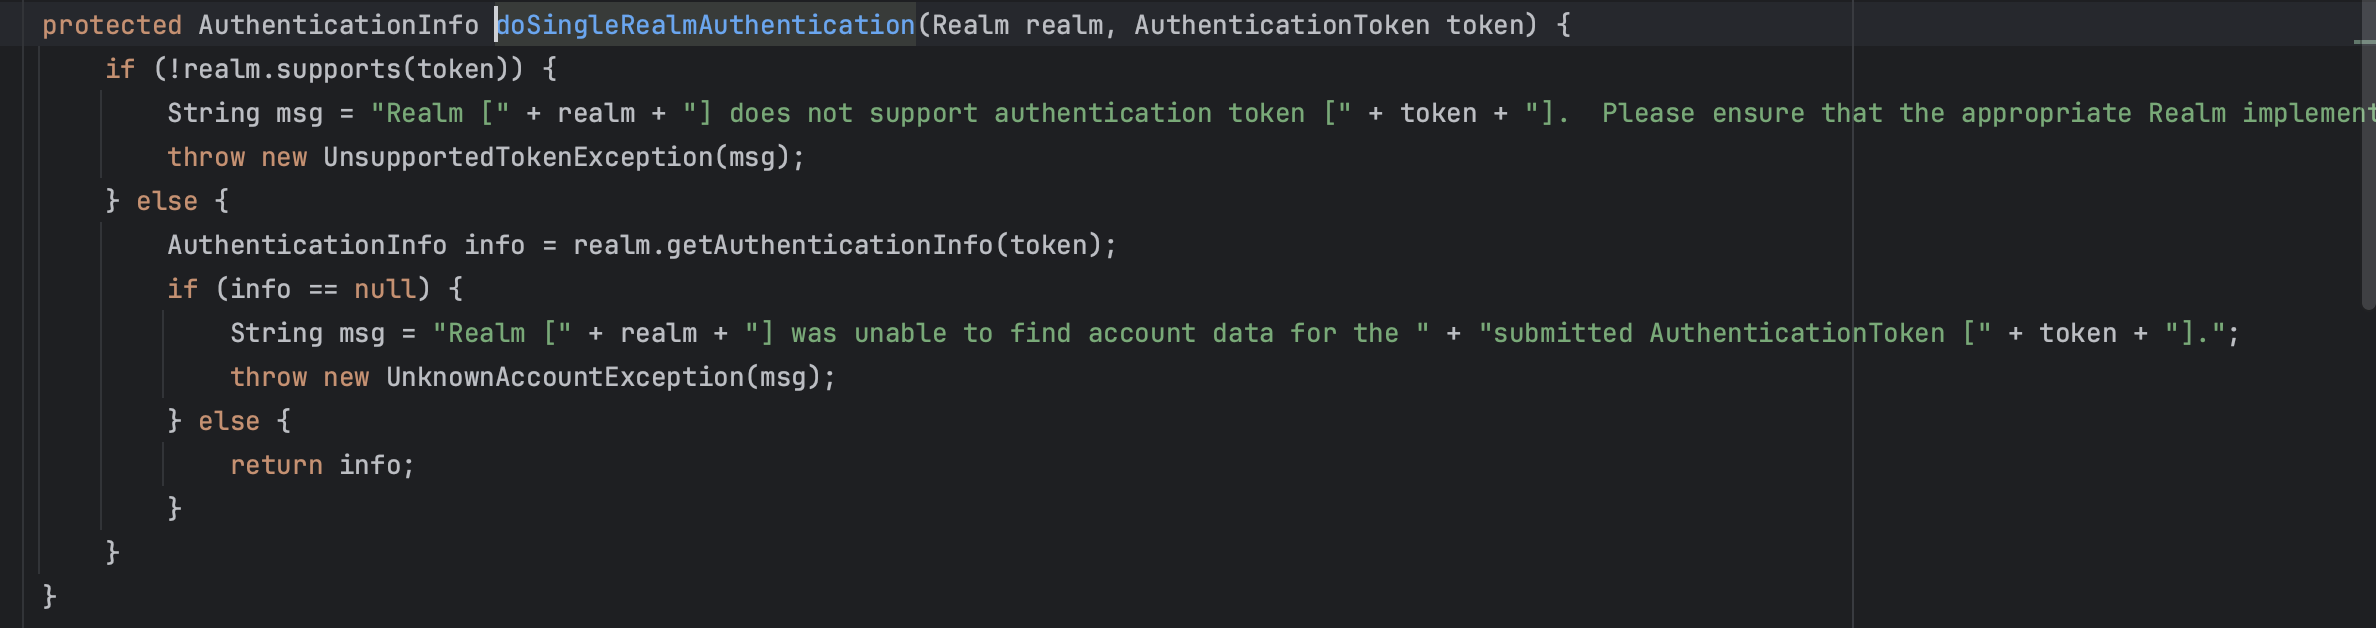 protected AuthenticationInfo doSingleRealmAuthentication(Realm realm, AuthenticationToken token) {
    if (!realm.supports(token)) {
        String msg = "Realm [" + realm + "] does not support authentication token [" + token + "].  Please ensure that the appropriate Realm implement
        throw new UnsupportedTokenException(msg);
    } else {
        AuthenticationInfo info = realm.getAuthenticationInfo(token);
        if (info == null) {
            String msg = "Realm [" + realm + "] was unable to find account data for the " + "submitted AuthenticationToken [" + token + "].";
            throw new UnknownAccountException(msg);
        } else {
            return info;
        }
    }
}